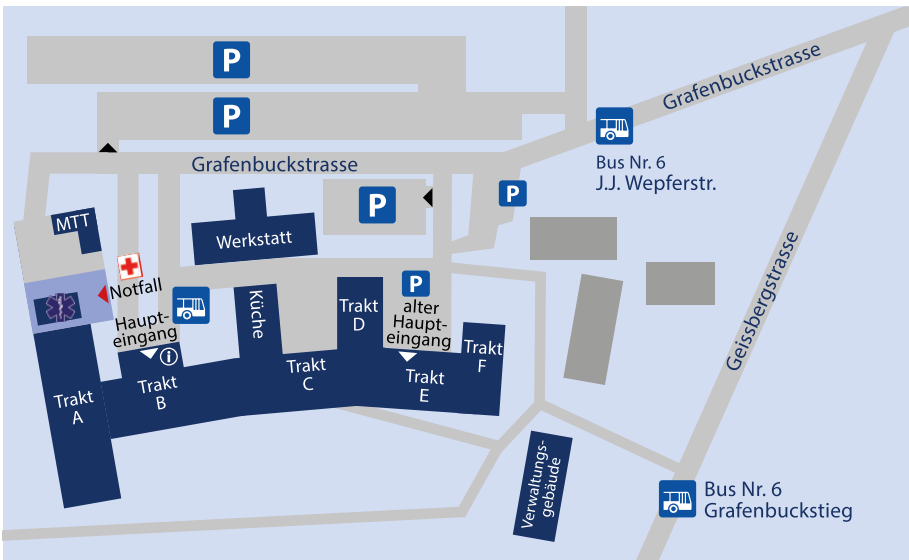 P
P
Grafenbuckstrasse
Bus Nr. 6
J.J. Wepferstr.
Grafenbuckstrasse
P
P
MTT
Werkstatt
Notfall
P
alter
Haupt-
eingang
Haupt-
eingang
i
Küche
Trakt
D
Trakt
F
Trakt
C
Trakt
E
Trakt
B
Trakt
A
Geissbergstrasse
Verwaltungs-
gebäude
Bus Nr. 6
Grafenbuckstieg